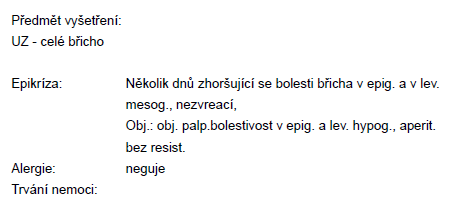 Předmět vyšetření:
UZ - celé břicho
Epikríza: Několik dnů zhoršující se bolesti břicha v epig. a v lev.
mesog., nezvreací,
Obj.: obj. palp.bolestivost v epig. a lev. hypog., aperit.
bez resist.
Alergie: neguje
Trvání nemoci: